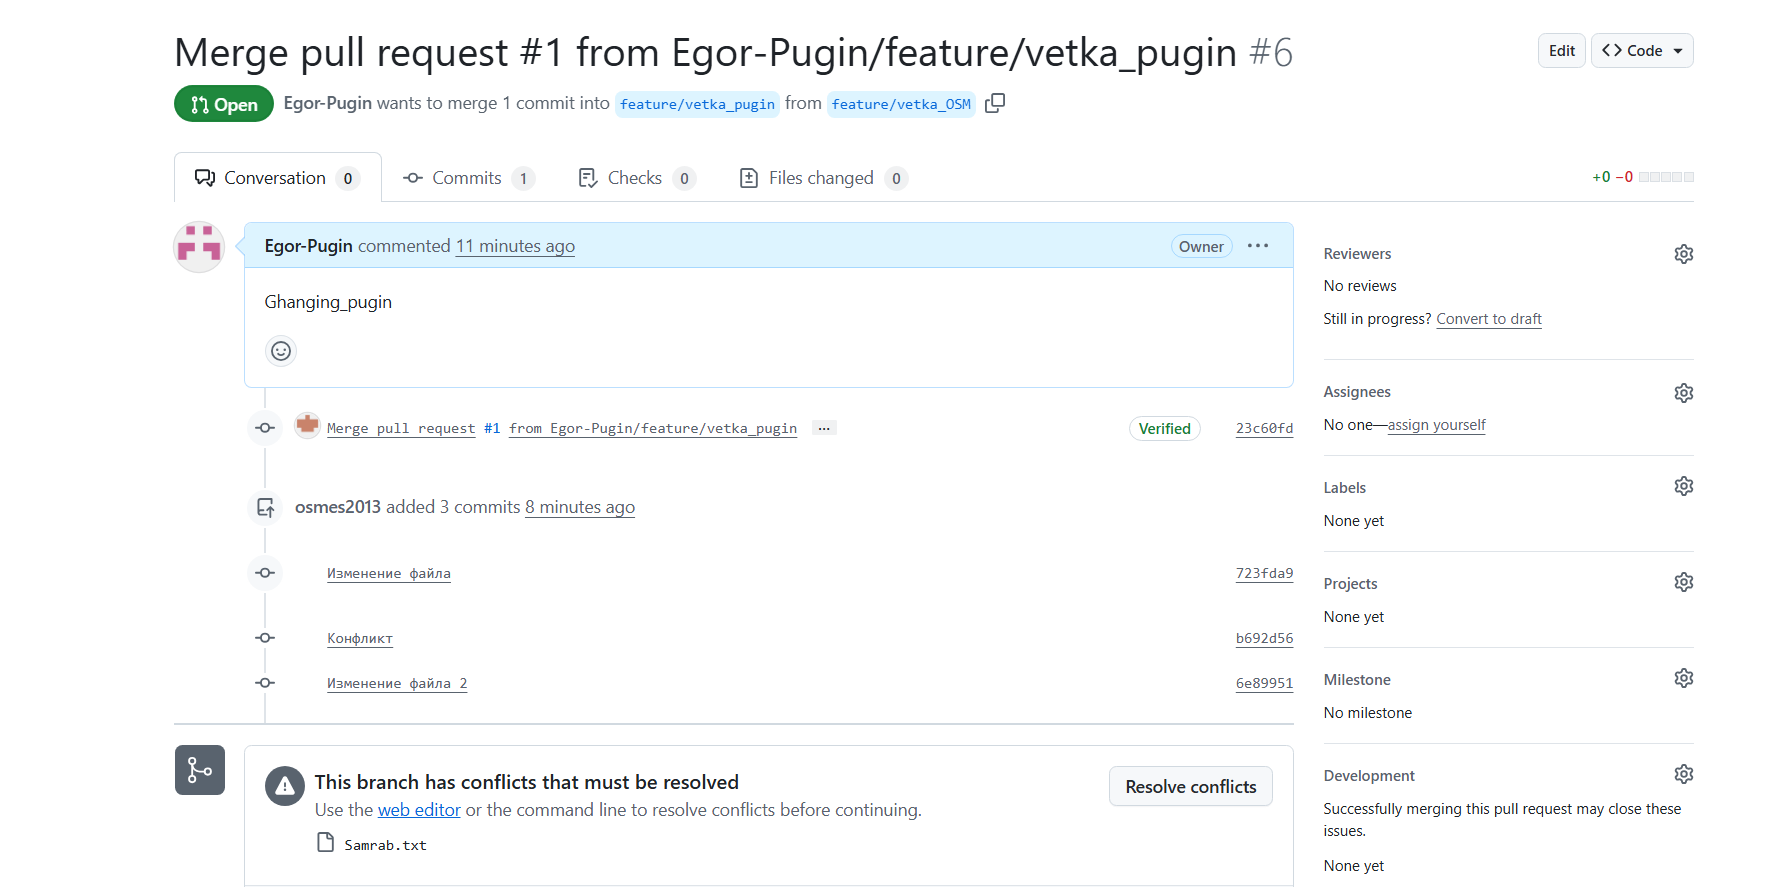 Merge pull request #1 from Egor-Pugin/feature/vetka_pugin #6
Edit
Code
Open
Egor-Pugin wants to merge 1 commit into feature/vetka_pugin from feature/vetka_OSM
Conversation 0
Commits 1
Checks 0
Files changed 0
+0 −0
Egor-Pugin commented 11 minutes ago
Owner
Ghanging_pugin
Merge pull request #1 from Egor-Pugin/feature/vetka_pugin ...
Verified
23c60fd
osmes2013 added 3 commits 8 minutes ago
Изменение файла
723fda9
Конфликт
b692d56
Изменение файла 2
6e89951
This branch has conflicts that must be resolved
Use the web editor or the command line to resolve conflicts before continuing.
Samrab.txt
Resolve conflicts
Reviewers
No reviews
Still in progress? Convert to draft
Assignees
No one—assign yourself
Labels
None yet
Projects
None yet
Milestone
No milestone
Development
Successfully merging this pull request may close these
issues.
None yet